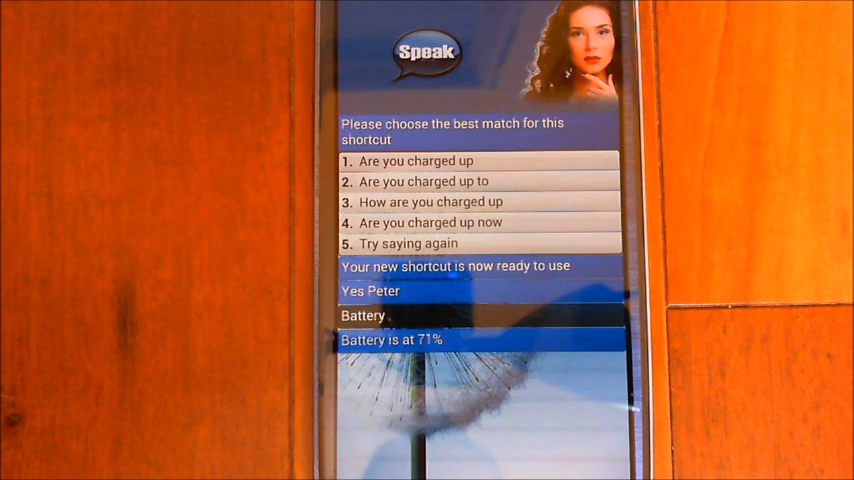 Speak
Please choose the best match for this
shortcut
1. Are you charged up
2. Are you charged up to
3. How are you charged up
4. Are you charged up now
5. Try saying again
Your new shortcut is now ready to use
Yes Peter
Battery
Battery is at 71%